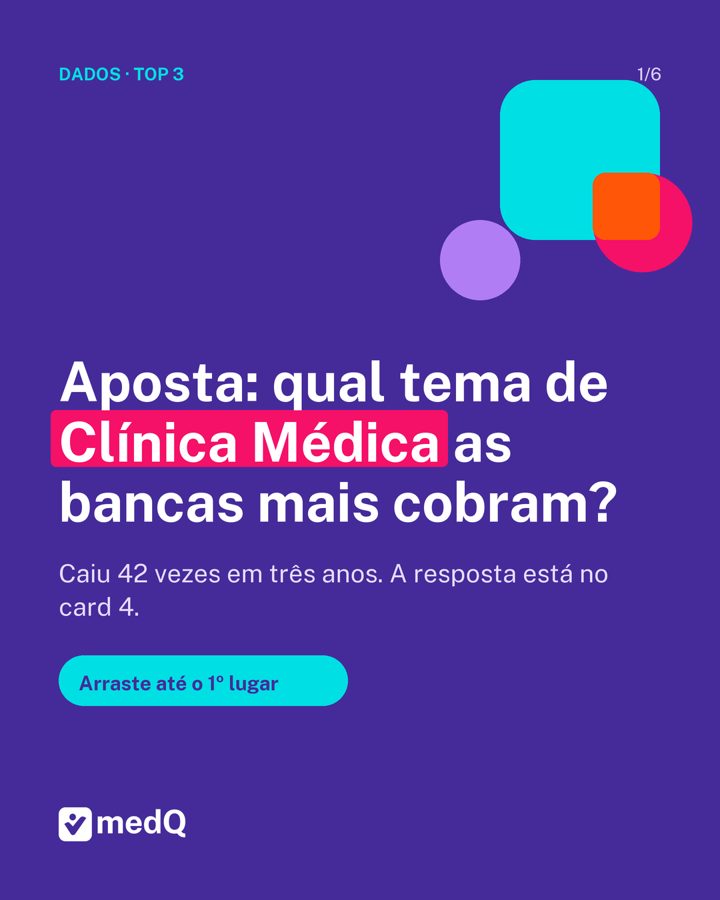 DADOS · TOP 3
1/6
Aposta: qual tema de
Clínica Médica as
bancas mais cobram?
Caiu 42 vezes em três anos. A resposta está no
card 4.
Arraste até o 1º lugar
medQ